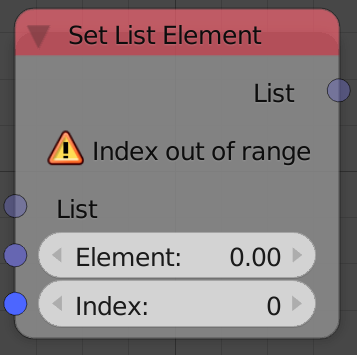 Set List Element
List
Index out of range
List
Element: 0.00
Index: 0